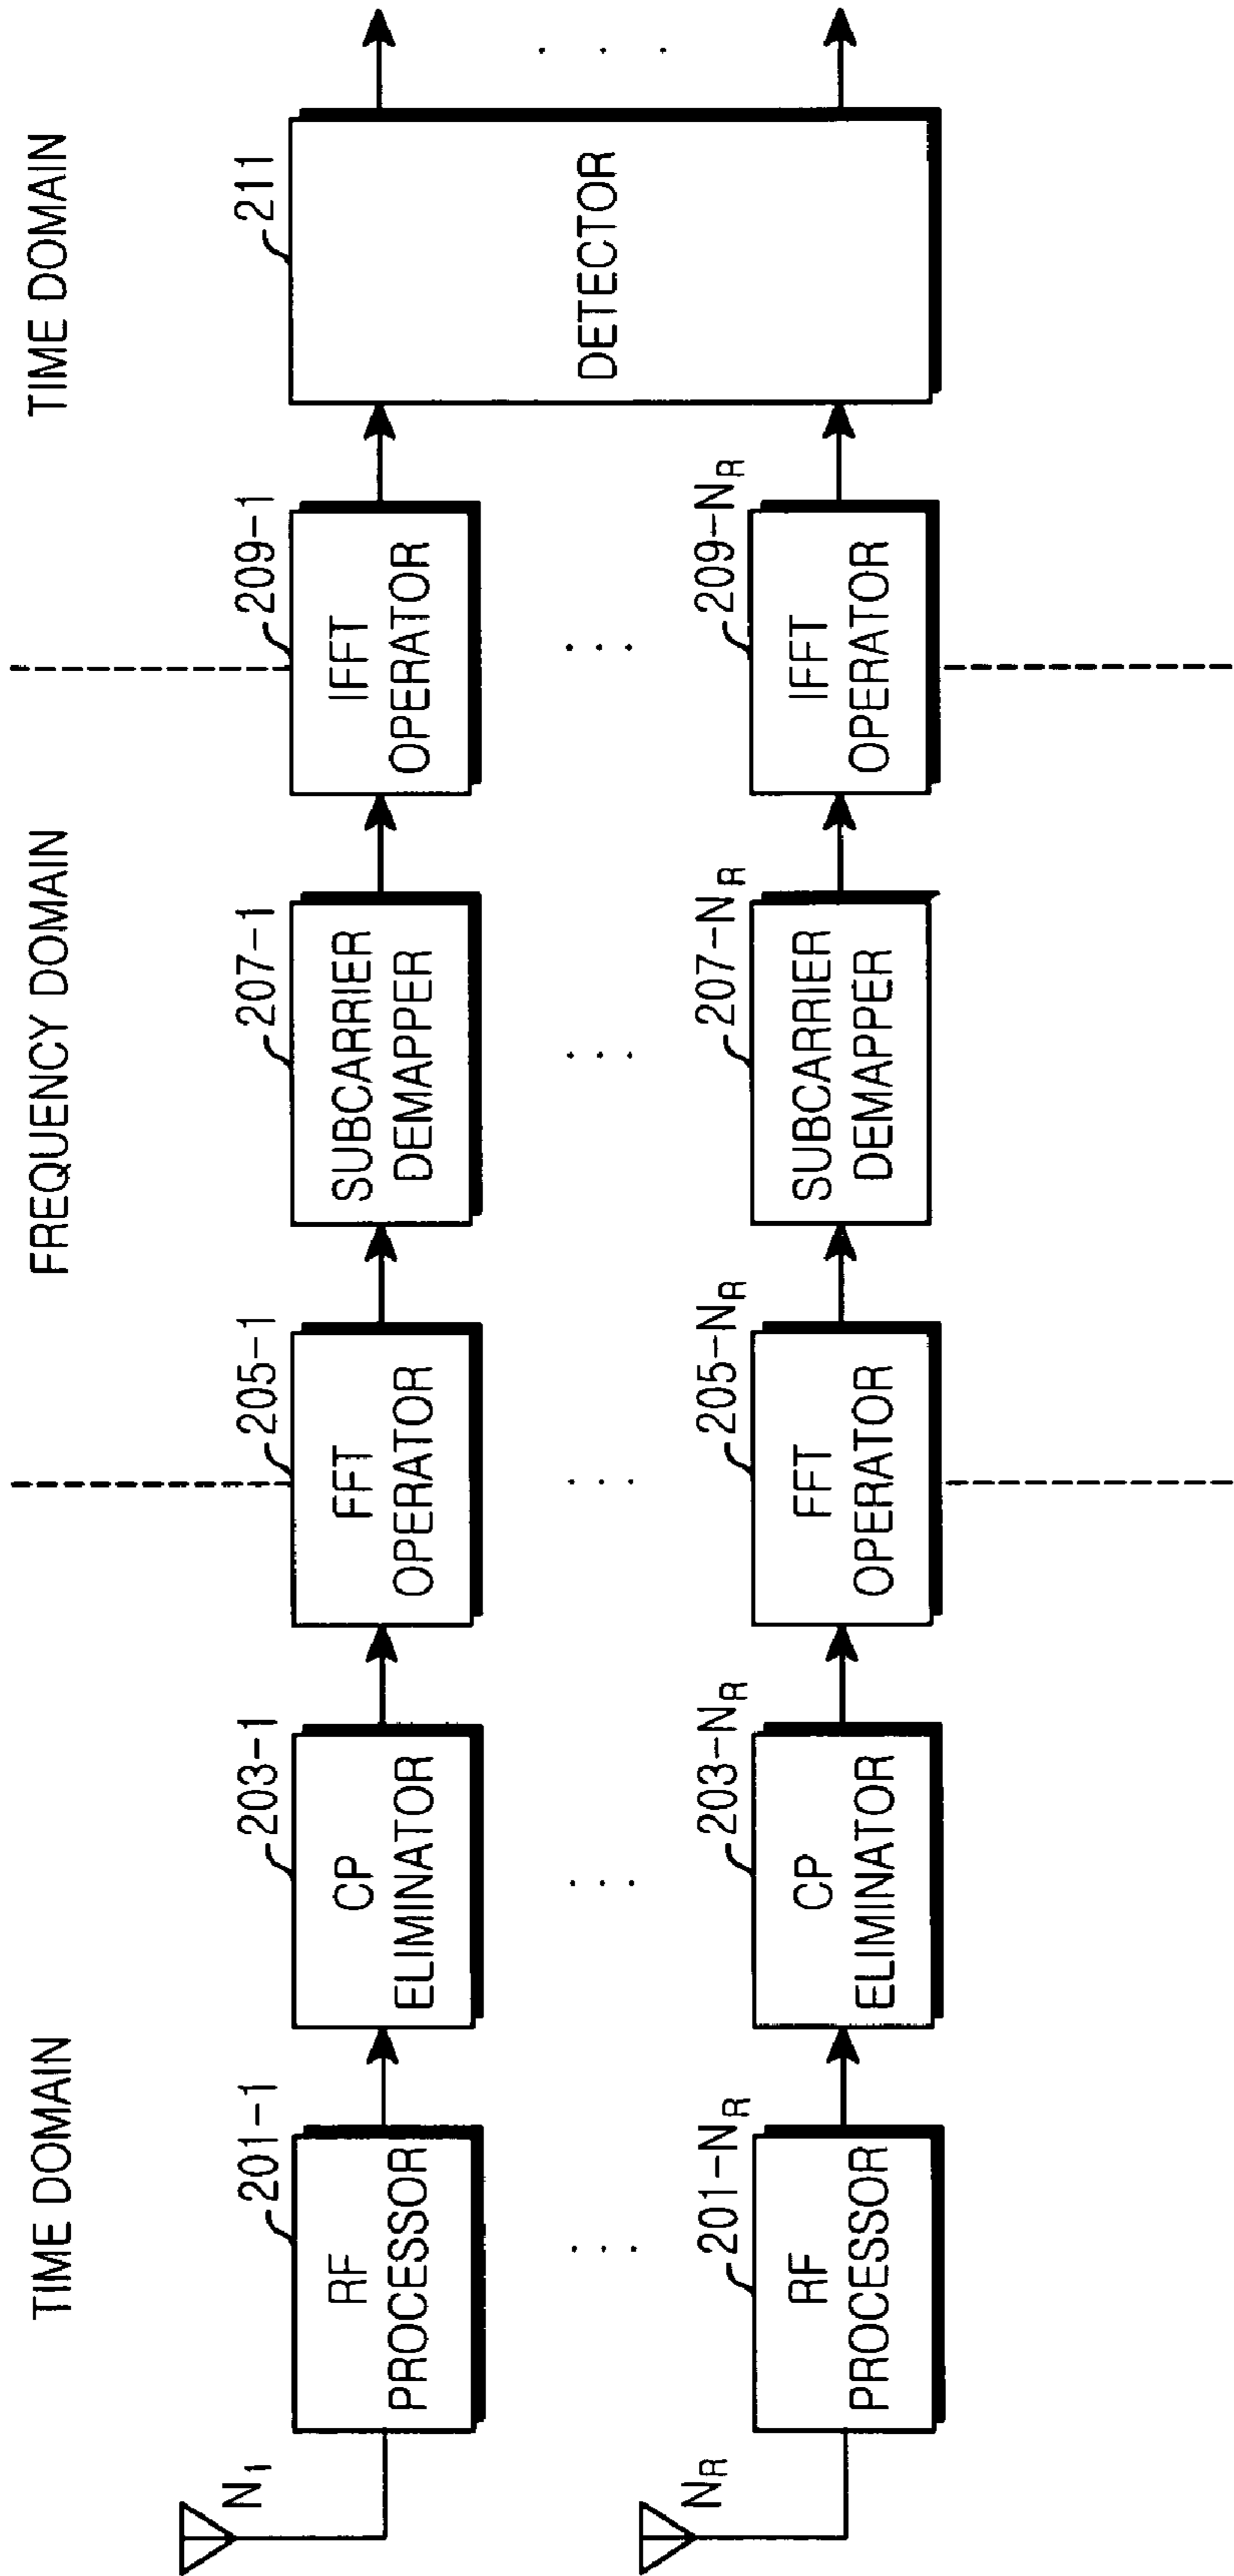 TIME DOMAIN
FREQUENCY DOMAIN
TIME DOMAIN
N1
201-1
RF
PROCESSOR
203-1
CP
ELIMINATOR
205-1
FFT
OPERATOR
207-1
SUBCARRIER
DEMAPPER
209-1
IFFT
OPERATOR
211
DETECTOR
NR
201-NR
RF
PROCESSOR
203-NR
CP
ELIMINATOR
205-NR
FFT
OPERATOR
207-NR
SUBCARRIER
DEMAPPER
209-NR
IFFT
OPERATOR